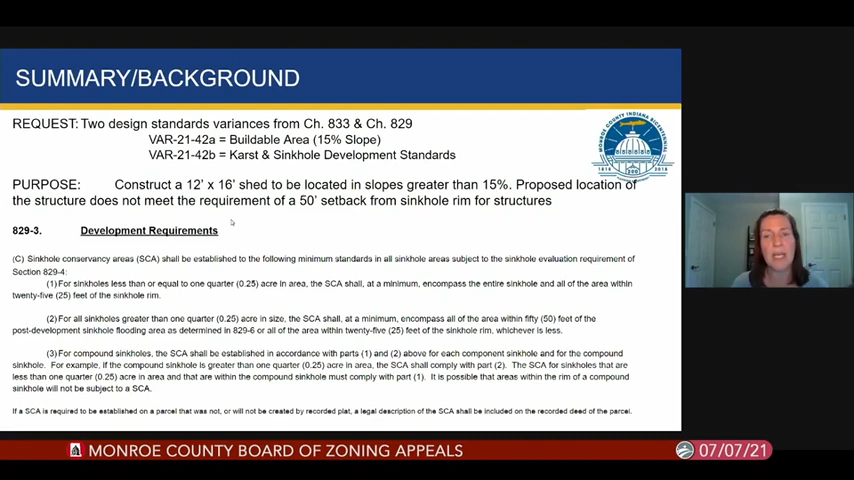 SUMMARY/BACKGROUND
REQUEST: Two design standards variances from Ch. 833 & Ch. 829
VAR-21-42a = Buildable Area (15% Slope)
VAR-21-42b = Karst & Sinkhole Development Standards
MONROE COUNTY INDIANA BICENTENNIAL
1818 200 2018
PURPOSE: Construct a 12' x 16' shed to be located in slopes greater than 15%. Proposed location of
the structure does not meet the requirement of a 50' setback from sinkhole rim for structures
829-3. Development Requirements
(C) Sinkhole conservancy areas (SCA) shall be established to the following minimum standards in all sinkhole areas subject to the sinkhole evaluation requirement of
Section 829-4:
(1) For sinkholes less than or equal to one quarter (0.25) acre in area, the SCA shall, at a minimum, encompass the entire sinkhole and all of the area within
twenty-five (25) feet of the sinkhole rim.
(2) For all sinkholes greater than one quarter (0.25) acre in size, the SCA shall, at a minimum, encompass all of the area within fifty (50) feet of the
post-development sinkhole flooding area as determined in 829-6 or all of the area within twenty-five (25) feet of the sinkhole rim, whichever is less.
(3) For compound sinkholes, the SCA shall be established in accordance with parts (1) and (2) above for each component sinkhole and for the compound
sinkhole. For example, if the compound sinkhole is greater than one quarter (0.25) acre in area, the SCA shall comply with part (2). The SCA for sinkholes that are
less than one quarter (0.25) acre in area and that are within the compound sinkhole must comply with part (1). It is possible that areas within the rim of a compound
sinkhole will not be subject to a SCA.
If a SCA is required to be established on a parcel that was not, or will not be created by recorded plat, a legal description of the SCA shall be included on the recorded deed of the parcel.
MONROE COUNTY BOARD OF ZONING APPEALS
07/07/21